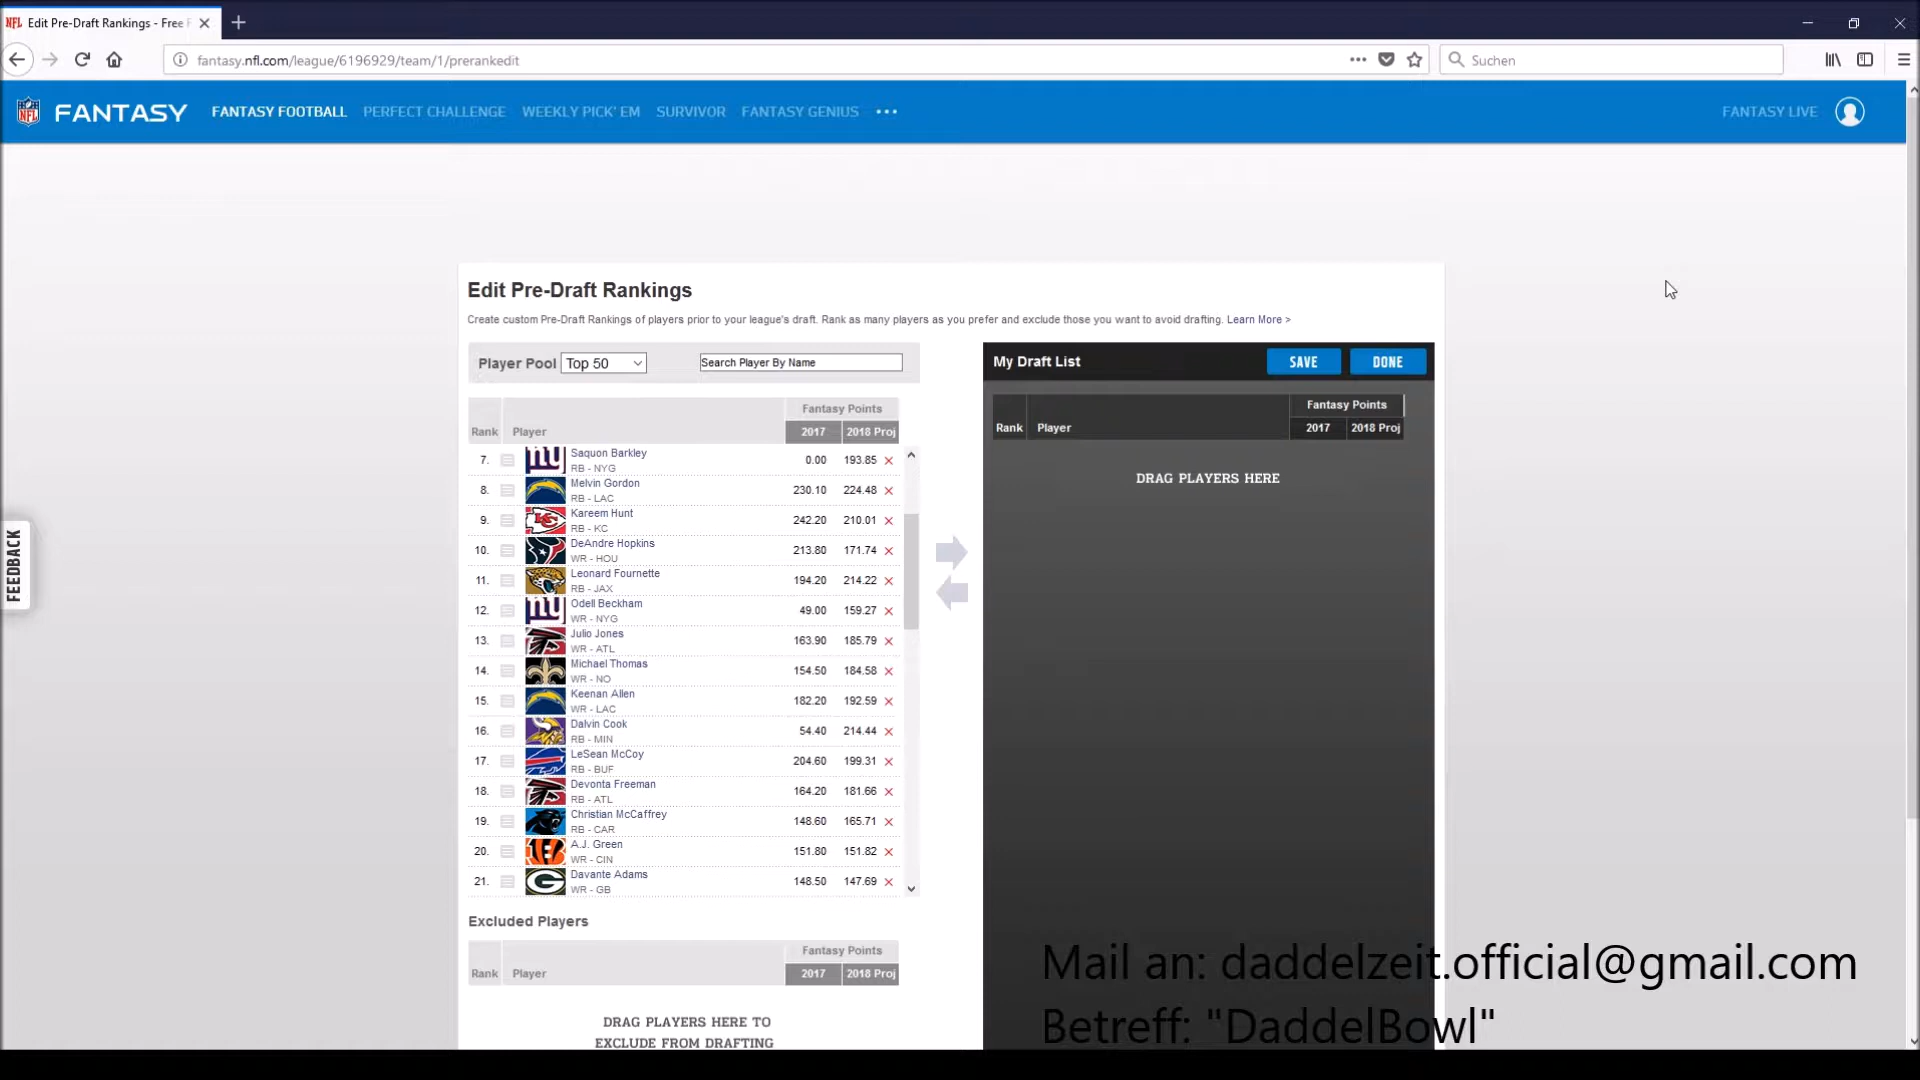 Edit Pre-Draft Rankings - Free F
fantasy.nfl.com/league/6196929/team/1/prerankedit
Suchen
NFL FANTASY FANTASY FOOTBALL PERFECT CHALLENGE WEEKLY PICK' EM SURVIVOR FANTASY GENIUS FANTASY LIVE
FEEDBACK
Edit Pre-Draft Rankings
Create custom Pre-Draft Rankings of players prior to your league's draft. Rank as many players as you prefer and exclude those you want to avoid drafting. Learn More >
Player Pool Top 50 Search Player By Name
Fantasy Points
Rank Player 2017 2018 Proj
7. Saquon Barkley 0.00 193.85
RB - NYG
8. Melvin Gordon 230.10 224.48
RB - LAC
9. Kareem Hunt 242.20 210.01
RB - KC
10. DeAndre Hopkins 213.80 171.74
WR - HOU
11. Leonard Fournette 194.20 214.22
RB - JAX
12. Odell Beckham 49.00 159.27
WR - NYG
13. Julio Jones 163.90 185.79
WR - ATL
14. Michael Thomas 154.50 184.58
WR - NO
15. Keenan Allen 182.20 192.59
WR - LAC
16. Dalvin Cook 54.40 214.44
RB - MIN
17. LeSean McCoy 204.60 199.31
RB - BUF
18. Devonta Freeman 164.20 181.66
RB - ATL
19. Christian McCaffrey 148.60 165.71
RB - CAR
20. A.J. Green 151.80 151.82
WR - CIN
21. Davante Adams 148.50 147.69
WR - GB
Excluded Players
Fantasy Points
Rank Player 2017 2018 Proj
DRAG PLAYERS HERE TO
EXCLUDE FROM DRAFTING
My Draft List SAVE DONE
Fantasy Points
Rank Player 2017 2018 Proj
DRAG PLAYERS HERE
Mail an: daddelzeit.official@gmail.com
Betreff: "DaddelBowl"